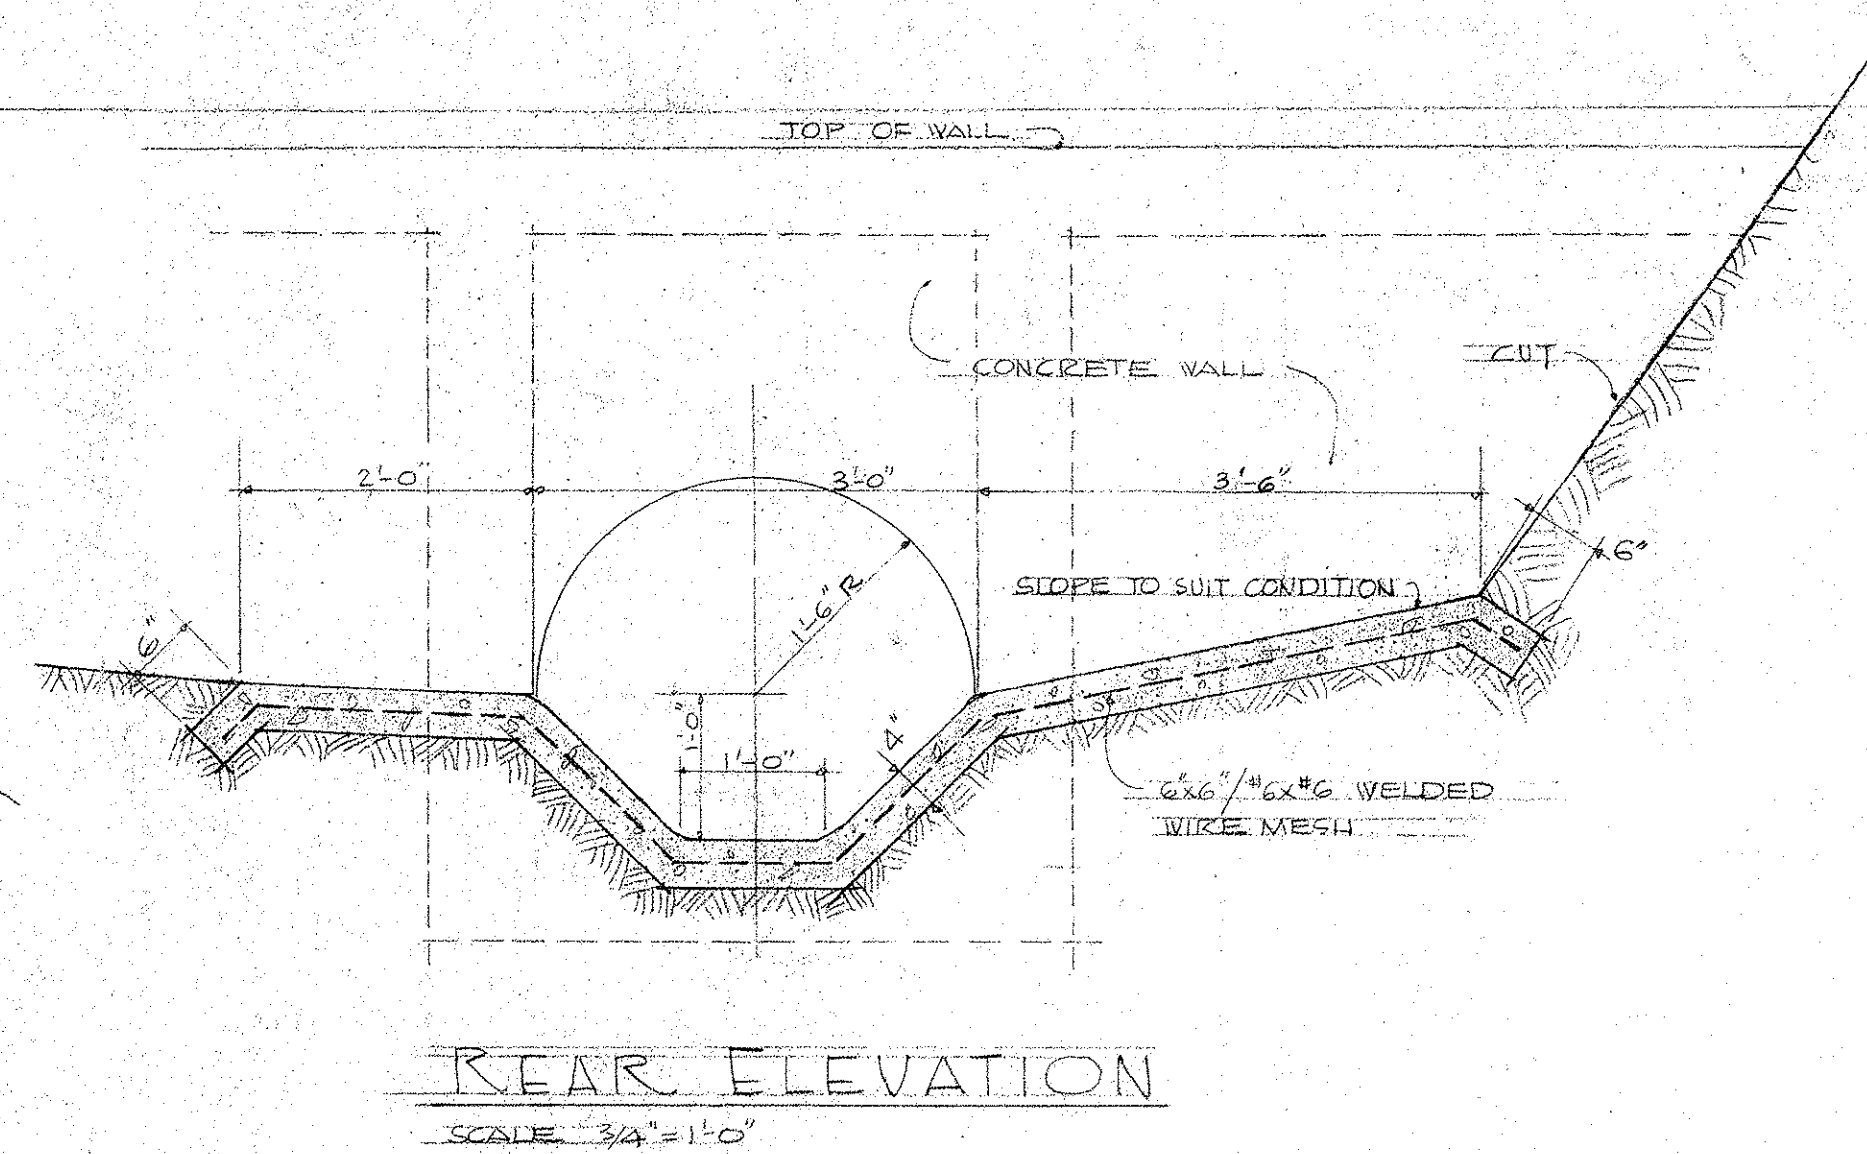 TOP OF WALL
CONCRETE WALL
CUT
2'-0"
3'-0"
3'-6"
6"
1'-6" R
SLOPE TO SUIT CONDITION
6"
1'-0"
1'-0"
4"
6"x6"/#6x#6 WELDED
WIRE MESH
REAR ELEVATION
SCALE 3/4"=1'-0"